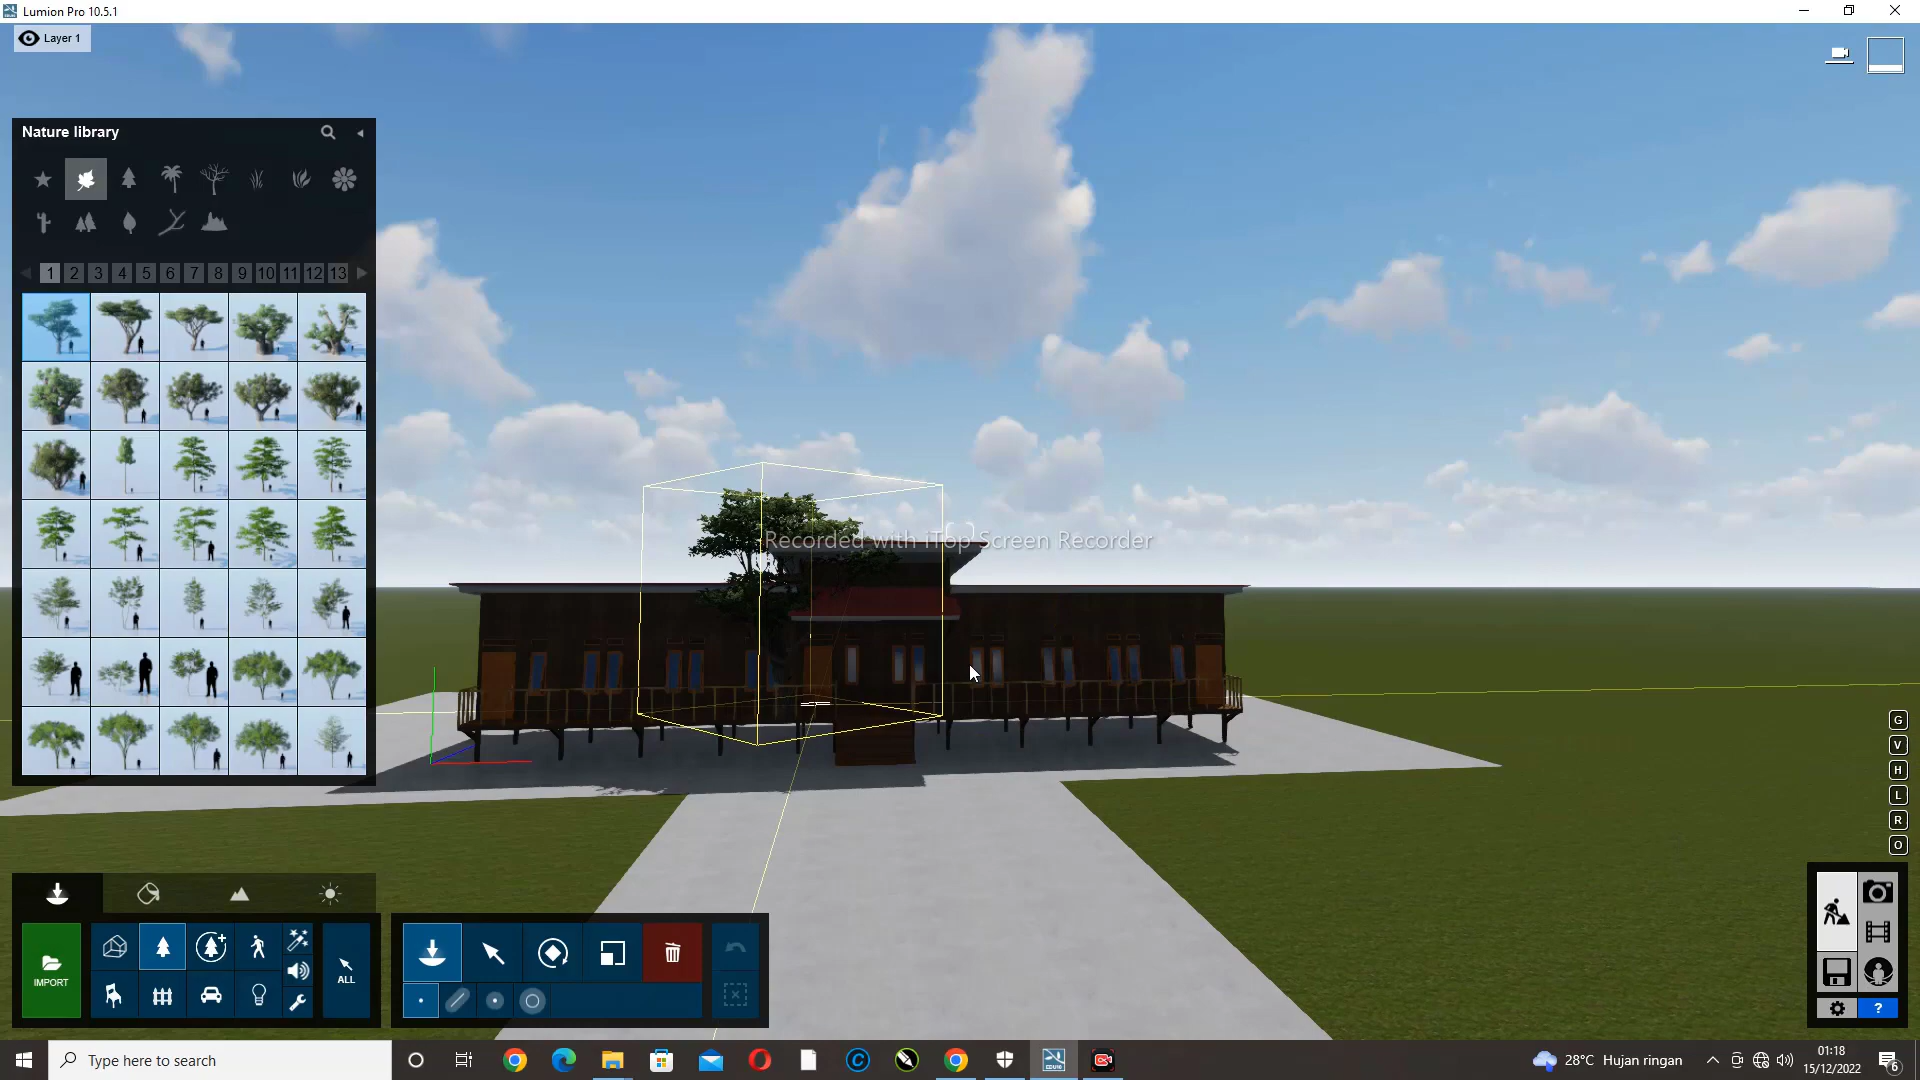 Lumion Pro 10.5.1
Layer 1
Nature library
1 2 3 4 5 6 7 8 9 10 11 12 13
Recorded with iTop Screen Recorder
G
V
H
L
R
O
IMPORT
ALL
?
Type here to search
28°C Hujan ringan
01:18
15/12/2022
6